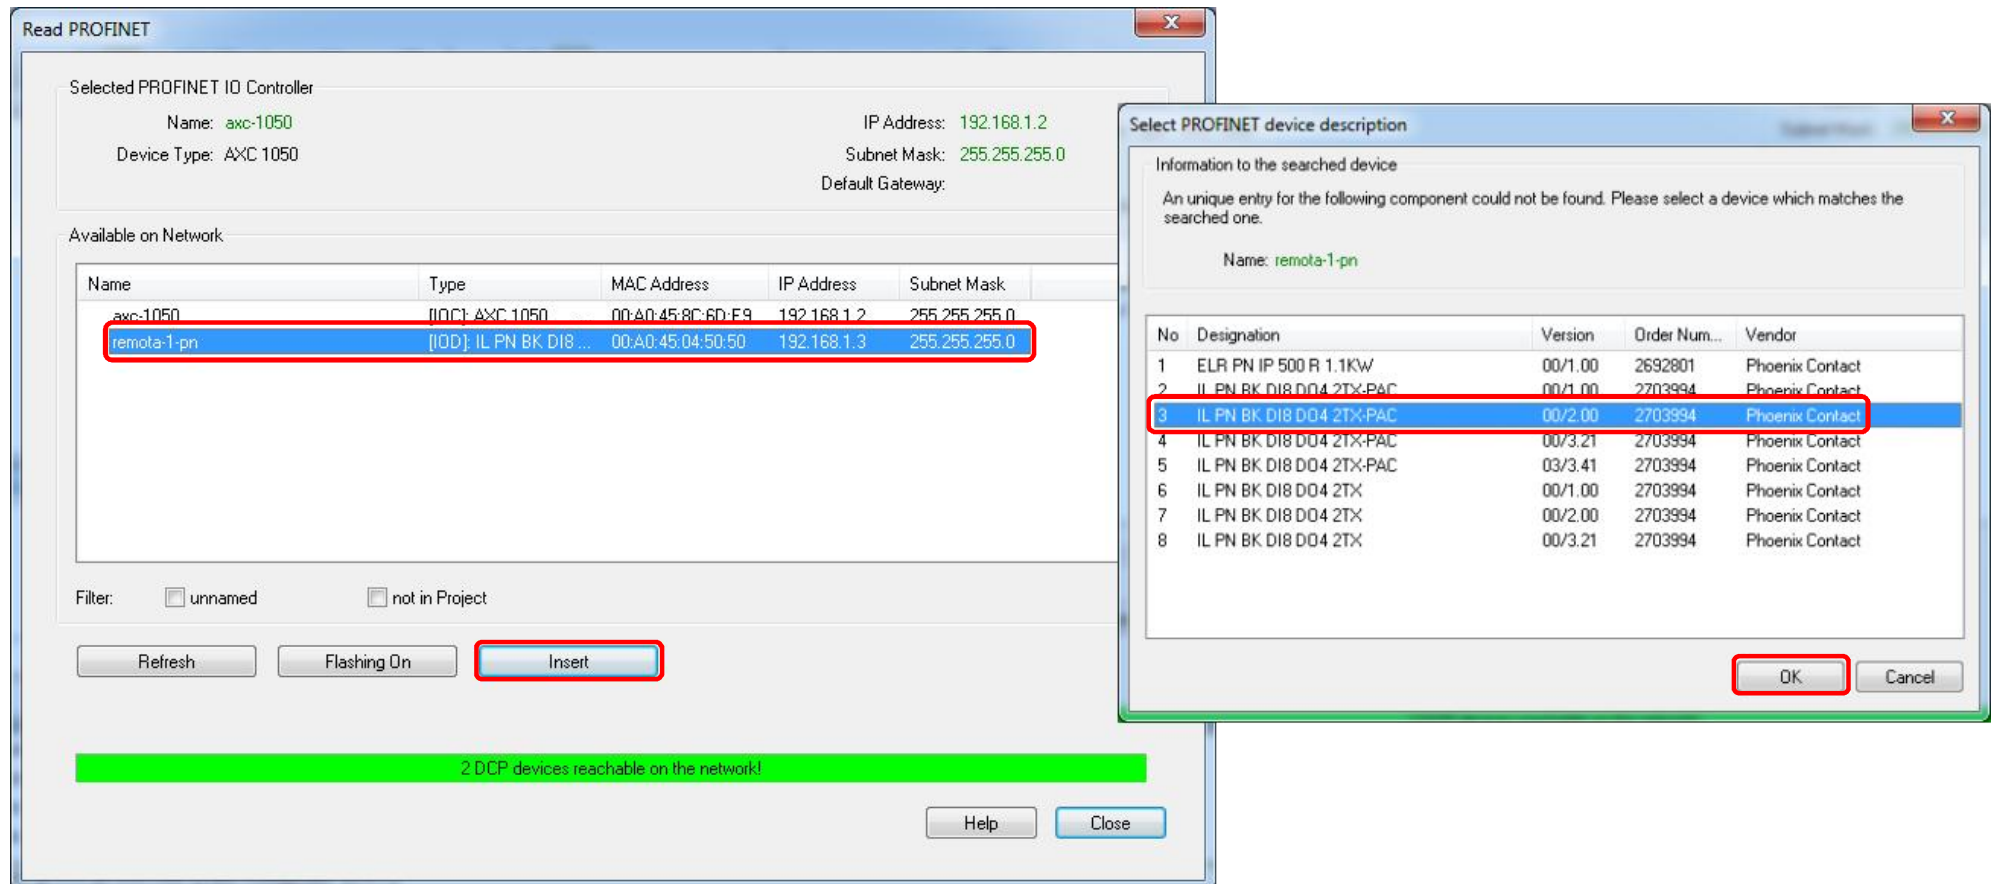 Read PROFINET
Selected PROFINET IO Controller
Name: axc-1050
IP Address: 192.168.1.2
Device Type: AXC 1050
Subnet Mask: 255.255.255.0
Default Gateway:
Available on Network
Name Type MAC Address IP Address Subnet Mask
axc-1050 [IOC]: AXC 1050 00:A0:45:8C:6D:E9 192.168.1.2 255.255.255.0
remota-1-pn [IOD]: IL PN BK DI8 ... 00:A0:45:04:50:50 192.168.1.3 255.255.255.0
Filter: unnamed not in Project
Refresh Flashing On Insert
2 DCP devices reachable on the network!
Help Close
Select PROFINET device description
Information to the searched device
An unique entry for the following component could not be found. Please select a device which matches the
searched one.
Name: remota-1-pn
No Designation Version Order Num... Vendor
1 ELR PN IP 500 R 1.1KW 00/1.00 2692801 Phoenix Contact
2 IL PN BK DI8 DO4 2TX-PAC 00/1.00 2703994 Phoenix Contact
3 IL PN BK DI8 DO4 2TX-PAC 00/2.00 2703994 Phoenix Contact
4 IL PN BK DI8 DO4 2TX-PAC 00/3.21 2703994 Phoenix Contact
5 IL PN BK DI8 DO4 2TX-PAC 03/3.41 2703994 Phoenix Contact
6 IL PN BK DI8 DO4 2TX 00/1.00 2703994 Phoenix Contact
7 IL PN BK DI8 DO4 2TX 00/2.00 2703994 Phoenix Contact
8 IL PN BK DI8 DO4 2TX 00/3.21 2703994 Phoenix Contact
OK Cancel